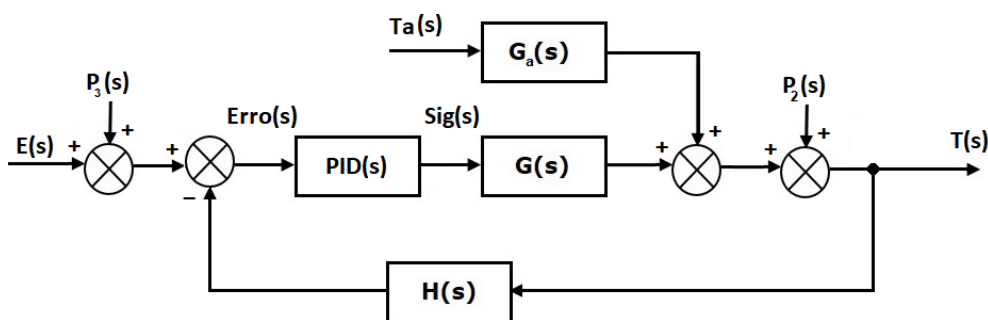 Ta(s)
Gₐ(s)
P₃(s)
P₂(s)
+
+
+
Erro(s)
Sig(s)
E(s)
+
+
+
+
T(s)
PID(s)
G(s)
−
H(s)